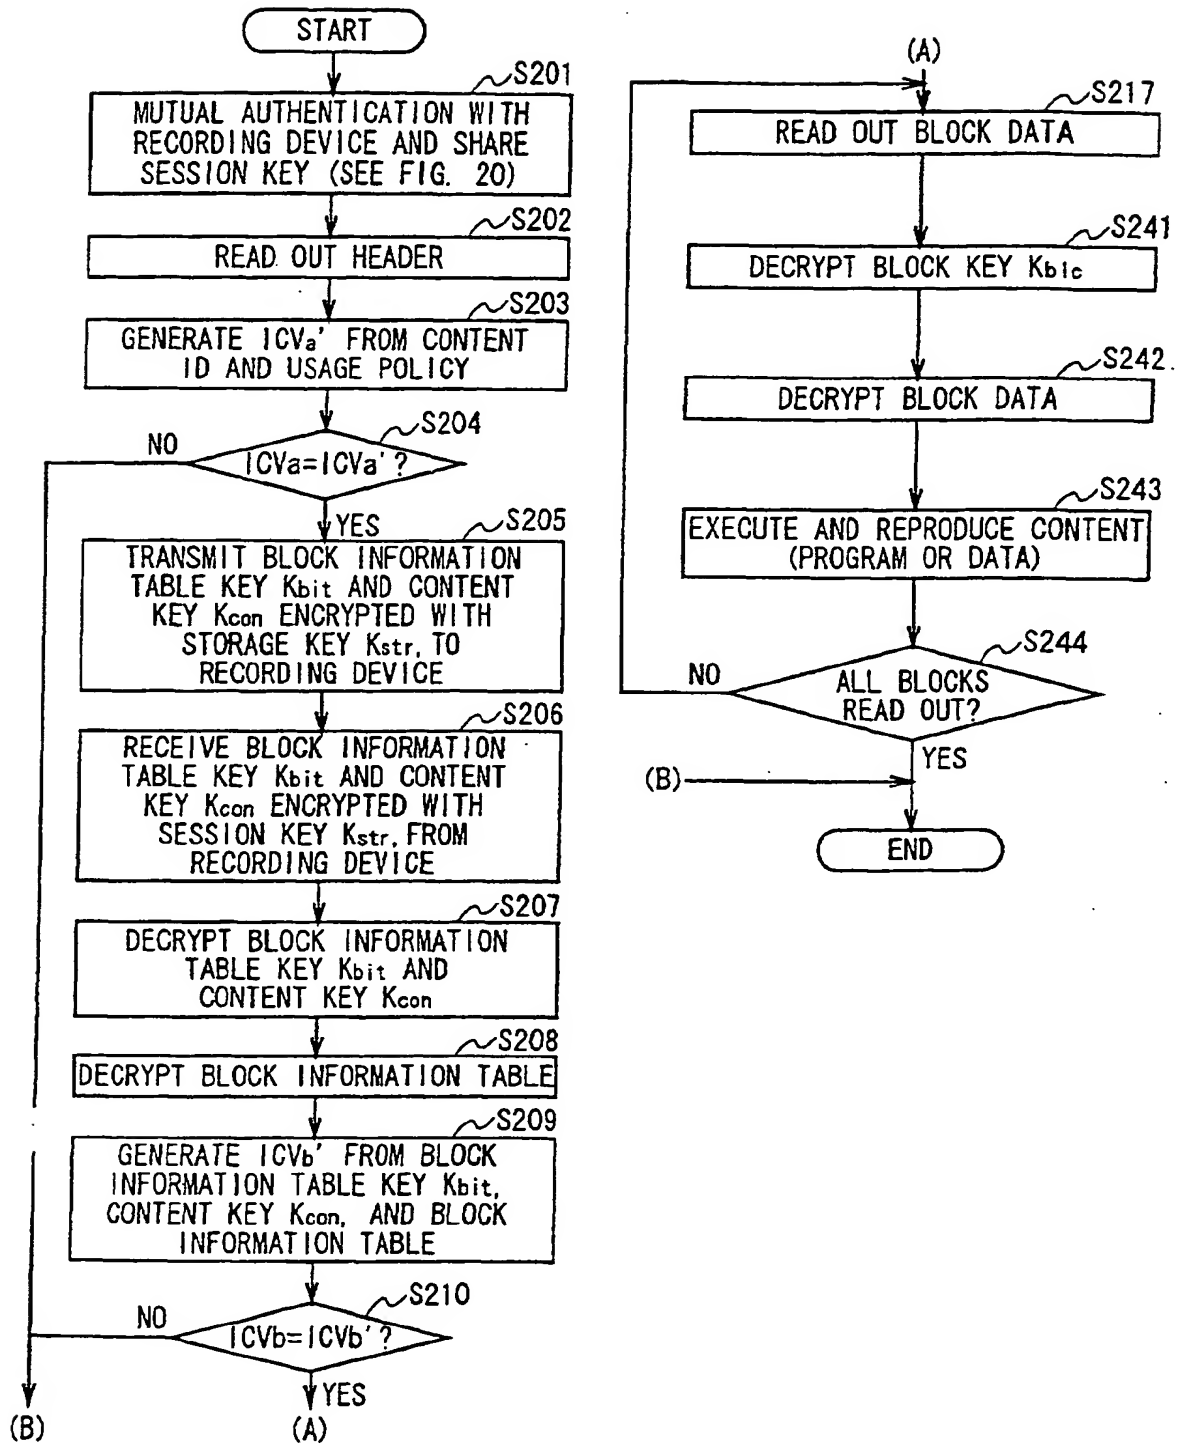 START
S201
MUTUAL AUTHENTICATION WITH
RECORDING DEVICE AND SHARE
SESSION KEY (SEE FIG. 20)
S202
READ OUT HEADER
S203
GENERATE ICVa' FROM CONTENT
ID AND USAGE POLICY
S204
NO
ICVa=ICVa'?
YES
S205
TRANSMIT BLOCK INFORMATION
TABLE KEY Kbit AND CONTENT
KEY Kcon ENCRYPTED WITH
STORAGE KEY Kstr, TO
RECORDING DEVICE
S206
RECEIVE BLOCK INFORMATION
TABLE KEY Kbit AND CONTENT
KEY Kcon ENCRYPTED WITH
SESSION KEY Kstr, FROM
RECORDING DEVICE
S207
DECRYPT BLOCK INFORMATION
TABLE KEY Kbit AND
CONTENT KEY Kcon
S208
DECRYPT BLOCK INFORMATION TABLE
S209
GENERATE ICVb' FROM BLOCK
INFORMATION TABLE KEY Kbit,
CONTENT KEY Kcon, AND BLOCK
INFORMATION TABLE
S210
NO
ICVb=ICVb'?
YES
(B)
(A)
(A)
S217
READ OUT BLOCK DATA
S241
DECRYPT BLOCK KEY Kblc
S242
DECRYPT BLOCK DATA
S243
EXECUTE AND REPRODUCE CONTENT
(PROGRAM OR DATA)
S244
NO
ALL BLOCKS
READ OUT?
YES
(B)
END